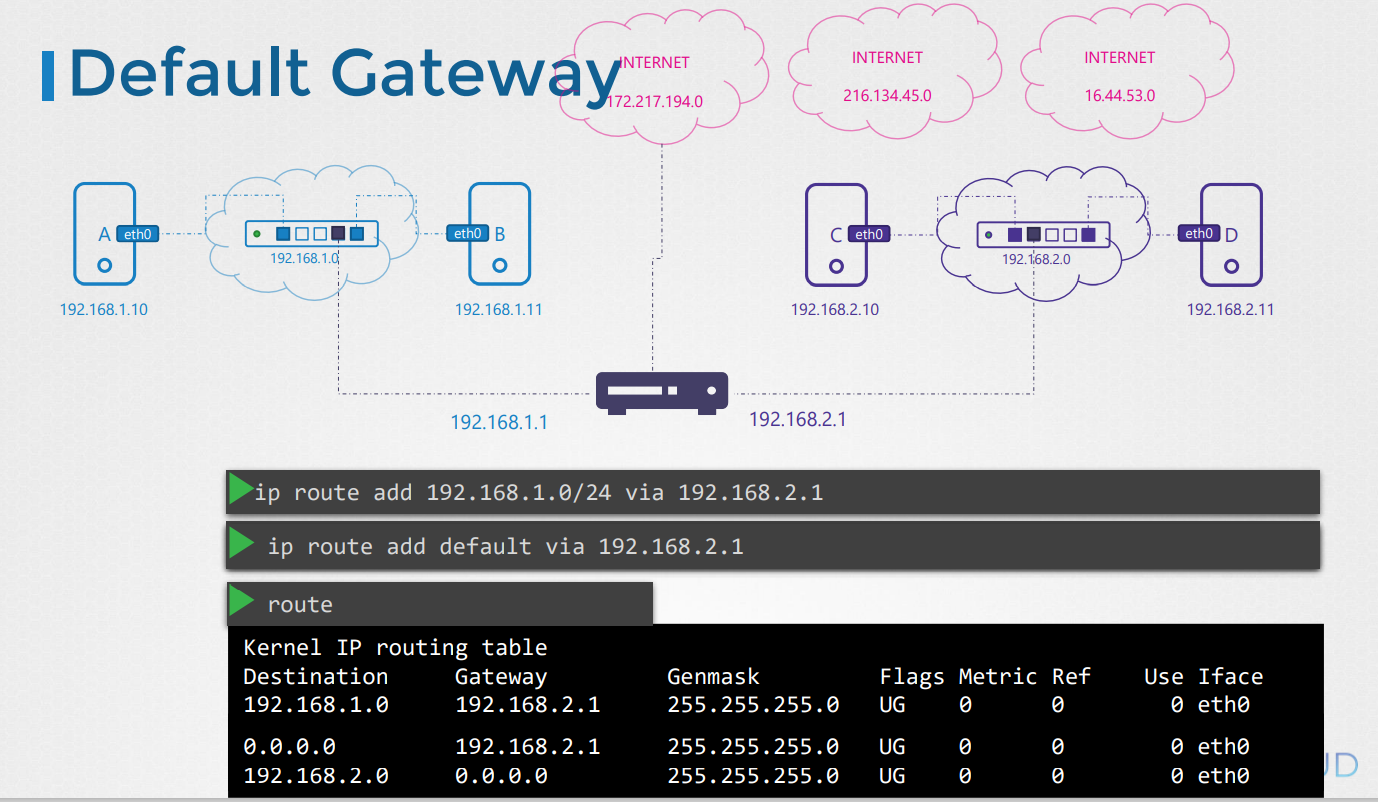 Default Gateway
INTERNET
172.217.194.0
INTERNET
216.134.45.0
INTERNET
16.44.53.0
A
eth0
192.168.1.0
eth0
B
192.168.1.10
192.168.1.11
C
eth0
192.168.2.0
eth0
D
192.168.2.10
192.168.2.11
192.168.1.1
192.168.2.1
ip route add 192.168.1.0/24 via 192.168.2.1
ip route add default via 192.168.2.1
route
Kernel IP routing table
Destination Gateway Genmask Flags Metric Ref Use Iface
192.168.1.0 192.168.2.1 255.255.255.0 UG 0 0 0 eth0
0.0.0.0 192.168.2.1 255.255.255.0 UG 0 0 0 eth0
192.168.2.0 0.0.0.0 255.255.255.0 UG 0 0 0 eth0